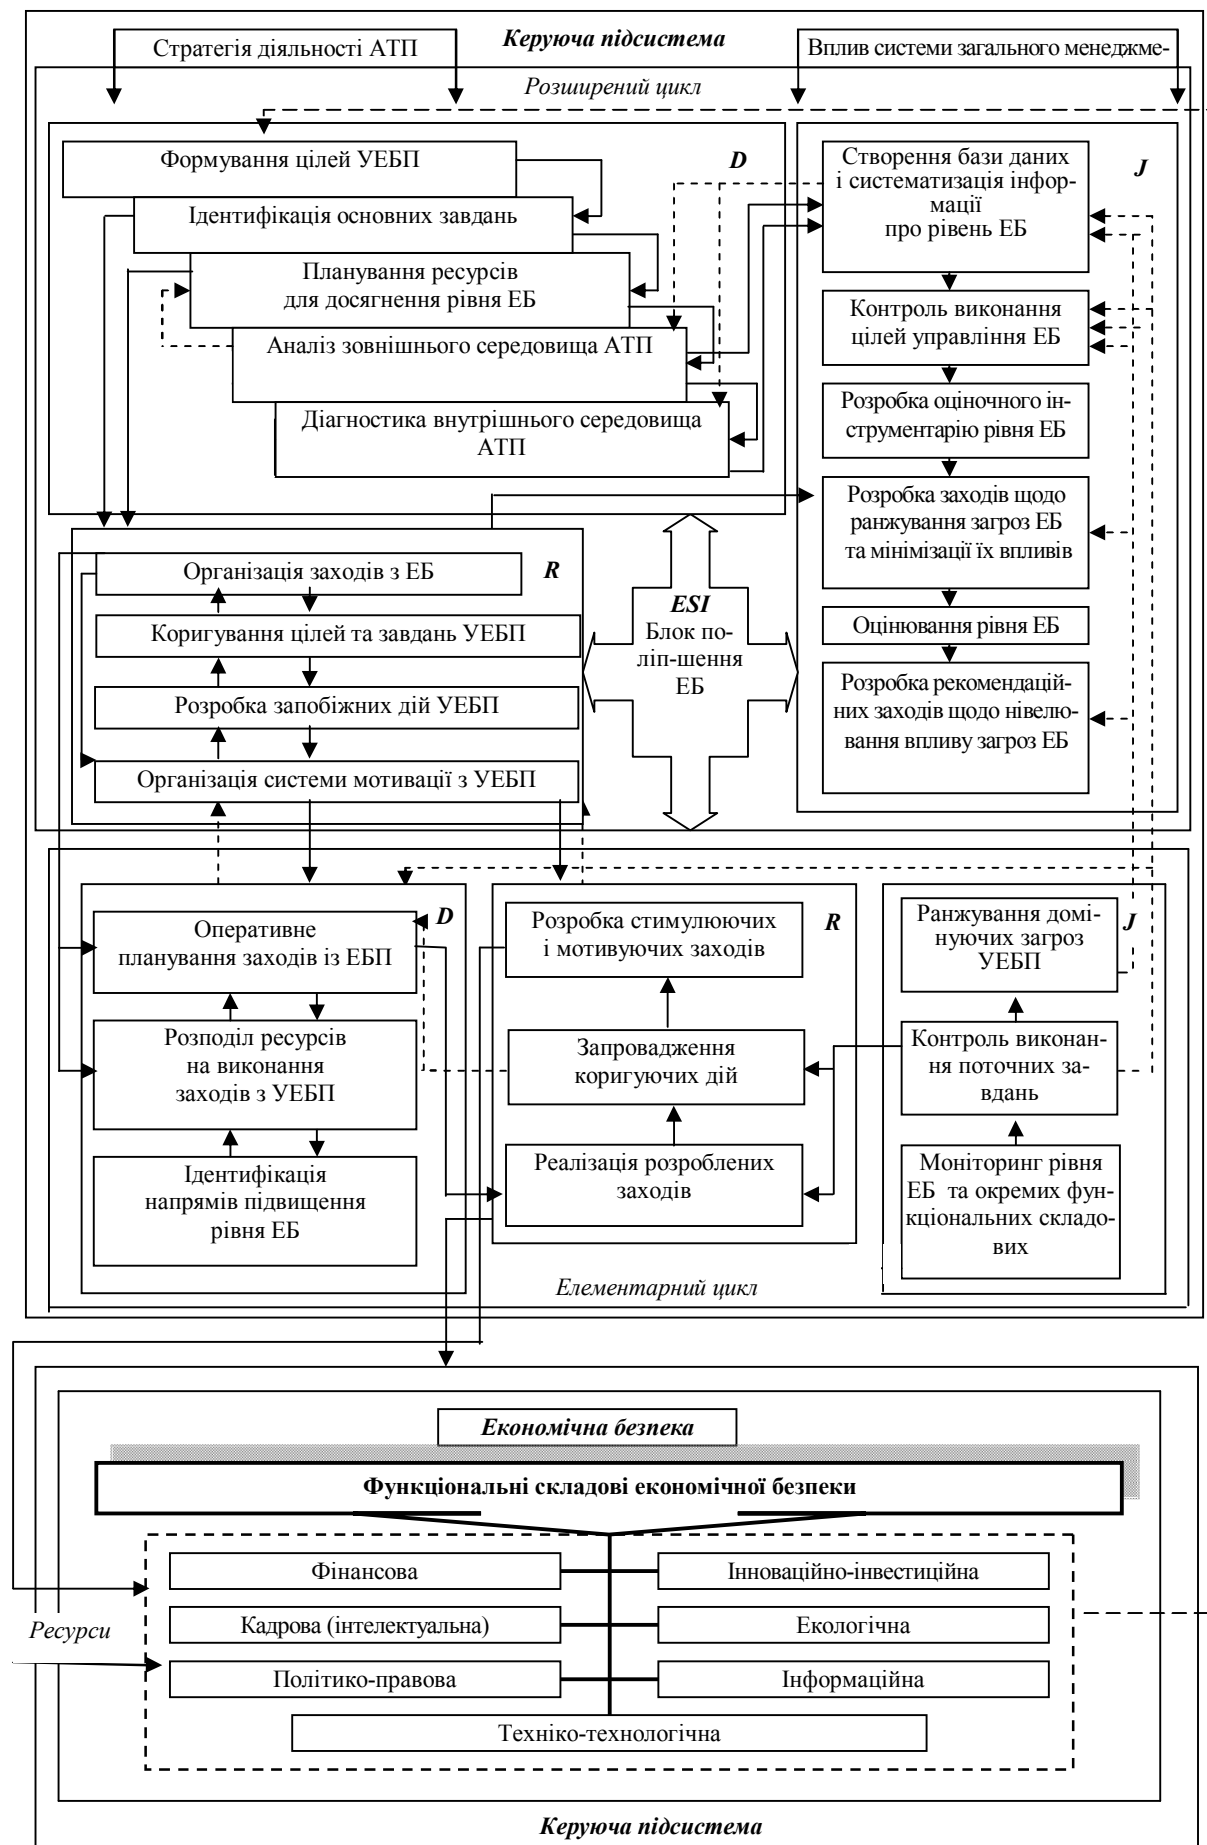 Керуюча підсистема
Стратегія діяльності АТП
Вплив системи загального менеджме-
Розширений цикл
Формування цілей УЕБП
D
Ідентифікація основних завдань
Планування ресурсів
для досягнення рівня ЕБ
Аналіз зовнішнього середовища АТП
Діагностика внутрішнього середовища
АТП
Створення бази даних
і систематизація інфор-
мації
про рівень ЕБ
J
Контроль виконання
цілей управління ЕБ
Розробка оціночного ін-
струментарію рівня ЕБ
Розробка заходів щодо
ранжування загроз ЕБ
та мінімізації їх впливів
Оцінювання рівня ЕБ
Розробка рекомендацій-
них заходів щодо нівелю-
вання впливу загроз ЕБ
Організація заходів з ЕБ
R
Коригування цілей та завдань УЕБП
Розробка запобіжних дій УЕБП
Організація системи мотивації з УЕБП
ESI
Блок по-
ліп-шення
ЕБ
D
Оперативне
планування заходів із ЕБП
Розподіл ресурсів
на виконання
заходів з УЕБП
Ідентифікація
напрямів підвищення
рівня ЕБ
R
Розробка стимулюючих
і мотивуючих заходів
Запровадження
коригуючих дій
Реалізація розроблених
заходів
J
Ранжування домі-
нуючих загроз
УЕБП
Контроль виконан-
ня поточних за-
вдань
Моніторинг рівня
ЕБ та окремих фун-
кціональних складо-
вих
Елементарний цикл
Економічна безпека
Функціональні складові економічної безпеки
Фінансова
Інноваційно-інвестиційна
Кадрова (інтелектуальна)
Екологічна
Ресурси
Політико-правова
Інформаційна
Техніко-технологічна
Керуюча підсистема